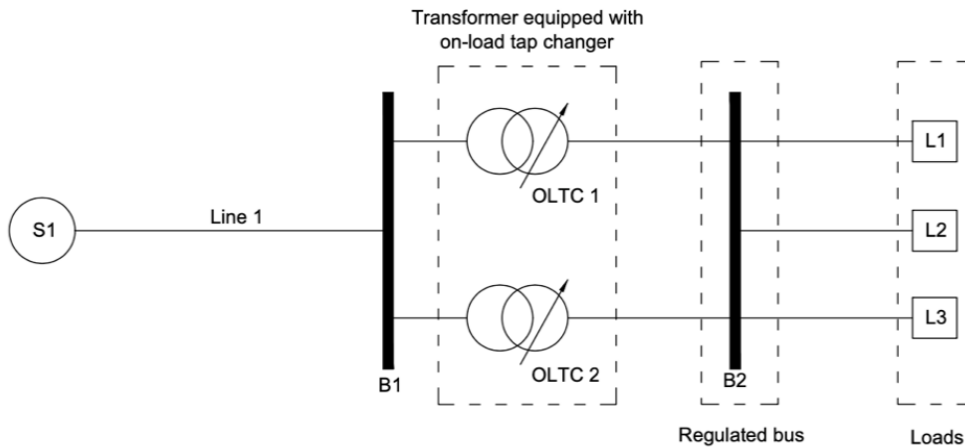 Transformer equipped with
on-load tap changer
S1
Line 1
B1
OLTC 1
OLTC 2
B2
L1
L2
L3
Regulated bus
Loads